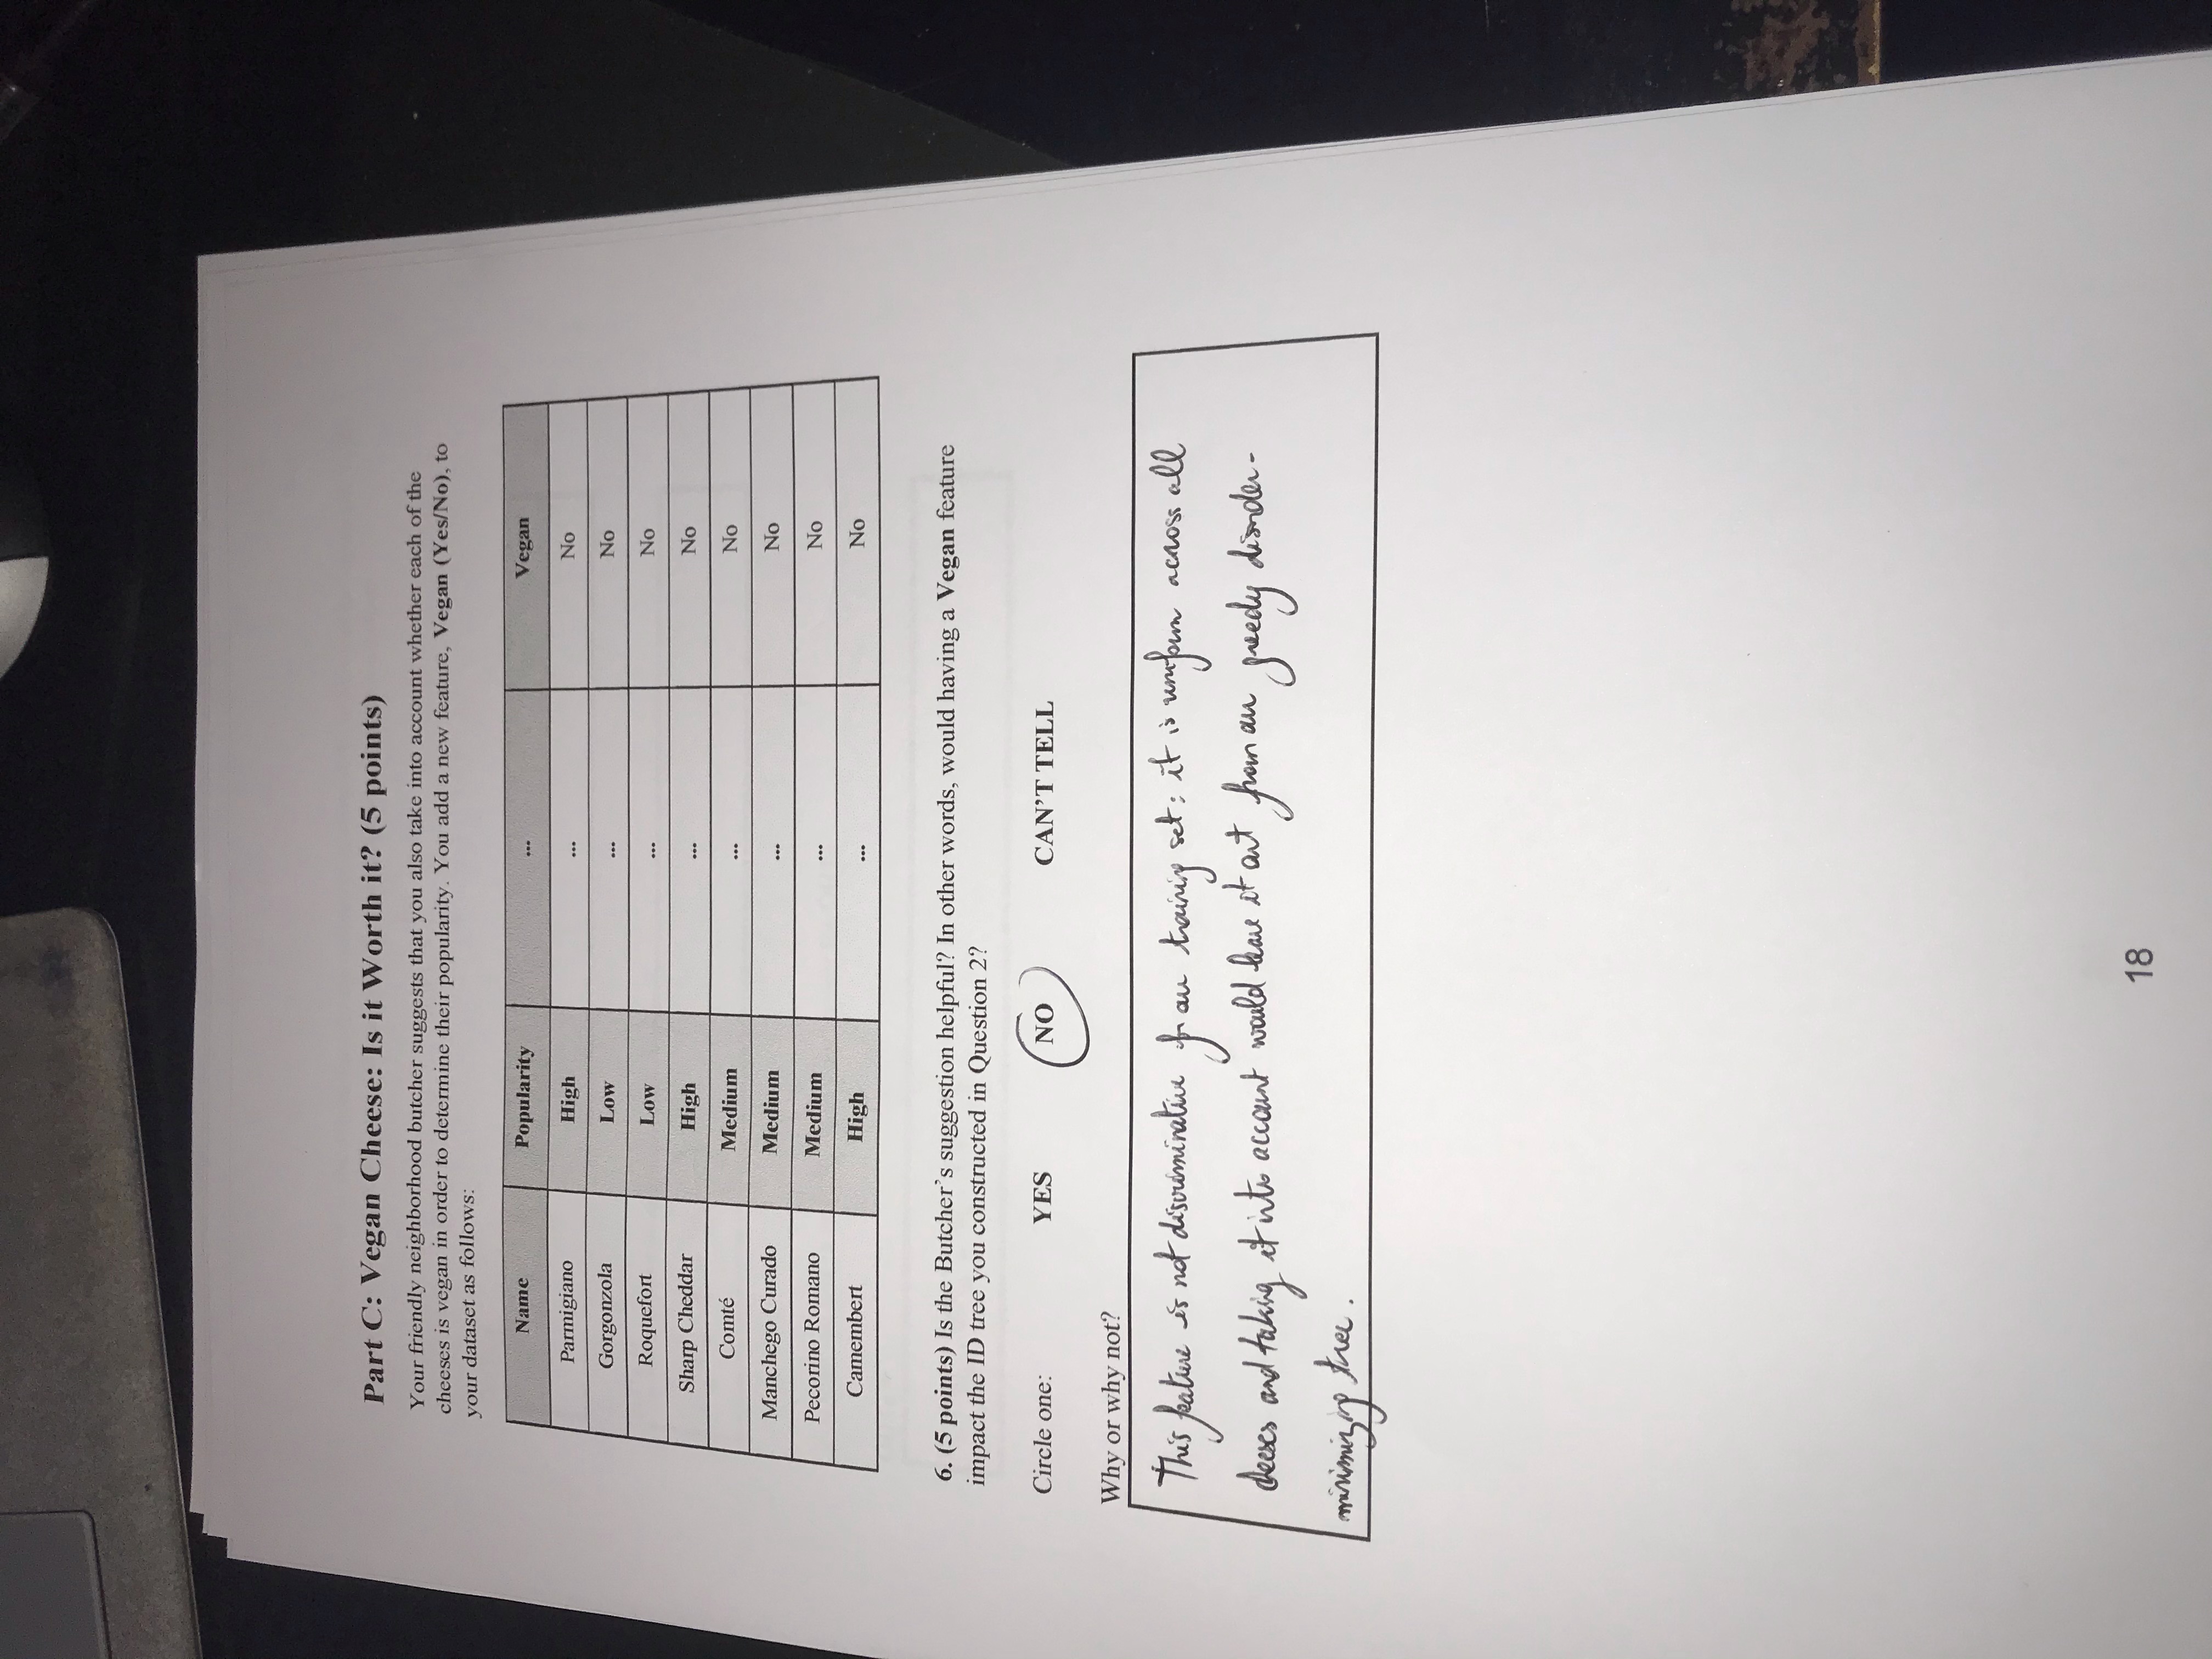 Part C: Vegan Cheese: Is it Worth it? (5 points)
Your friendly neighborhood butcher suggests that you also take into account whether each of the
cheeses is vegan in order to determine their popularity. You add a new feature, Vegan (Yes/No), to
your dataset as follows:
Name Popularity ... Vegan
Parmigiano High ... No
Gorgonzola Low ... No
Roquefort Low ... No
Sharp Cheddar High ... No
Comté Medium ... No
Manchego Curado Medium ... No
Pecorino Romano Medium ... No
Camembert High ... No
6. (5 points) Is the Butcher's suggestion helpful? In other words, would having a Vegan feature
impact the ID tree you constructed in Question 2?
Circle one: YES NO CAN'T TELL
Why or why not?
This feature is not discriminative for our training set: it is uniform across all
cheeses and taking it into account would leave it out from our greedy disorder-
minimizing tree.
18